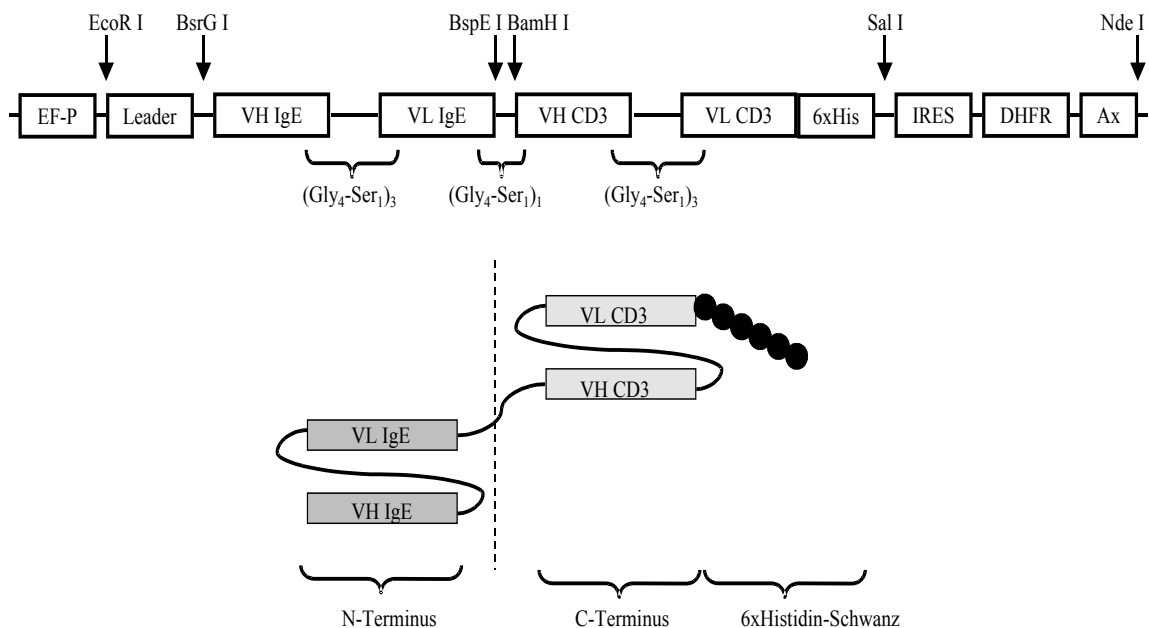 EcoR I BsrG I BspE I BamH I Sal I Nde I
EF-P Leader VH IgE VL IgE VH CD3 VL CD3 6xHis IRES DHFR Ax
(Gly4-Ser1)3 (Gly4-Ser1)1 (Gly4-Ser1)3
VL CD3
VH CD3
VL IgE
VH IgE
N-Terminus C-Terminus 6xHistidin-Schwanz